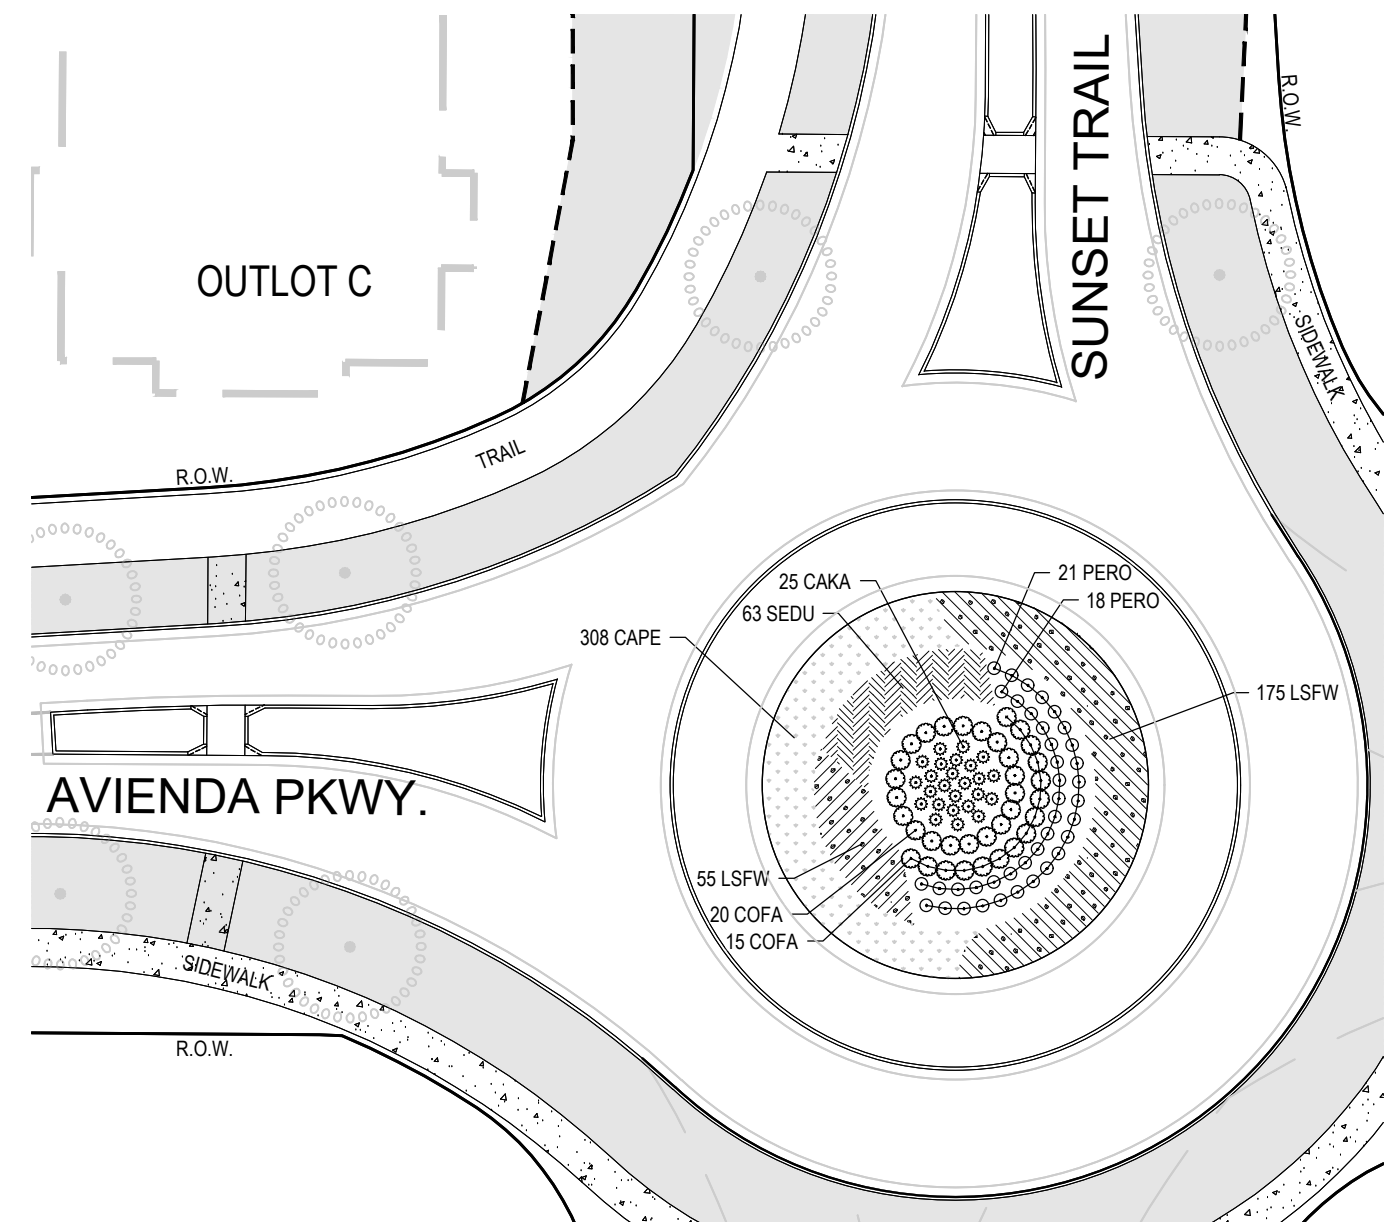 SUNSET TRAIL
R.O.W.
OUTLOT C
SIDEWALK
TRAIL
R.O.W.
25 CAKA
21 PERO
63 SEDU
18 PERO
308 CAPE
175 LSFW
AVIENDA PKWY.
55 LSFW
20 COFA
15 COFA
SIDEWALK
R.O.W.